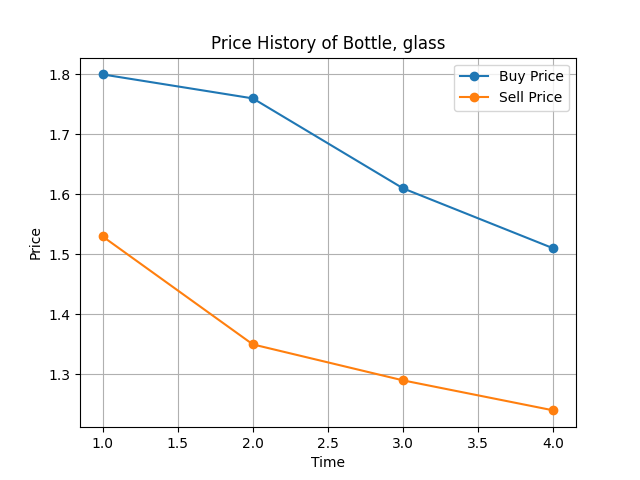 Price History of Bottle, glass
Buy Price
Sell Price
1.8
1.7
1.6
1.5
1.4
1.3
Price
1.0 1.5 2.0 2.5 3.0 3.5 4.0
Time